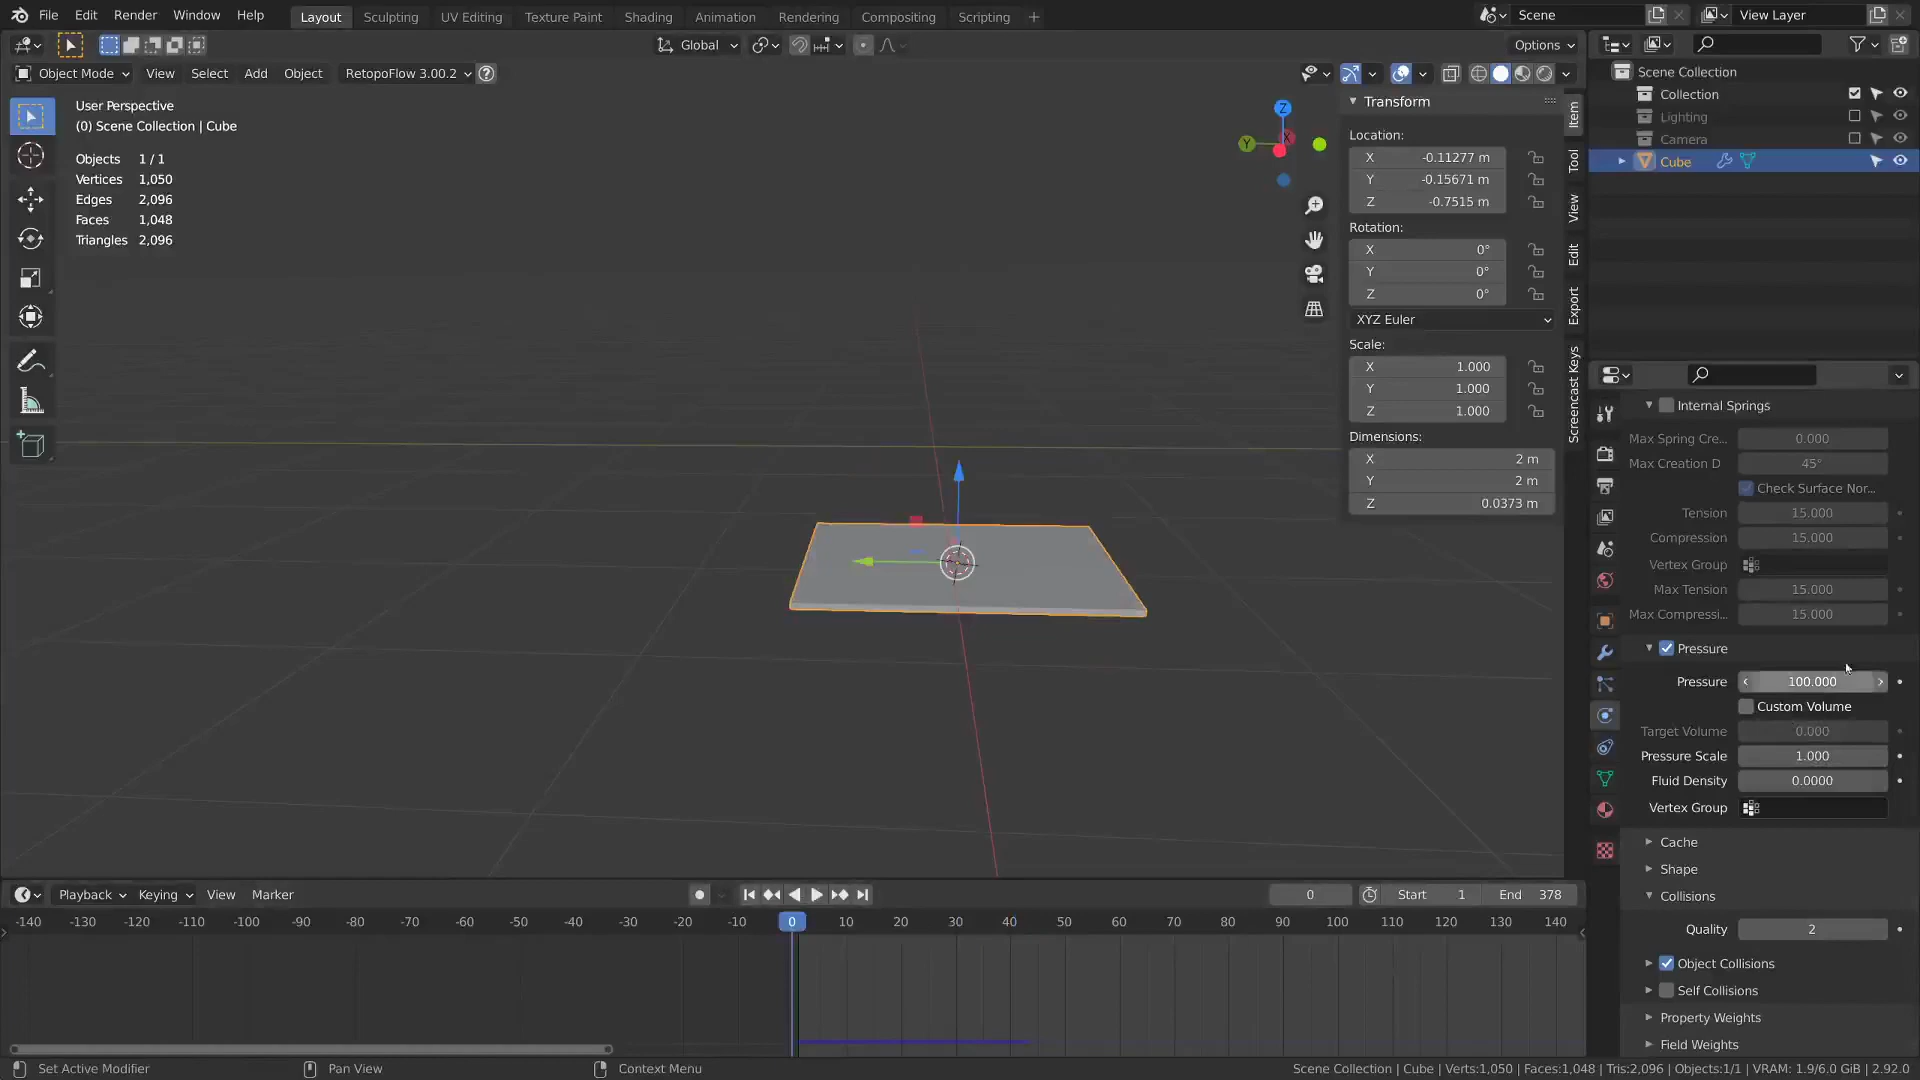 File Edit Render Window Help Layout Sculpting UV Editing Texture Paint Shading Animation Rendering Compositing Scripting + Scene View Layer
Global Options
Object Mode View Select Add Object RetopoFlow 3.00.2
User Perspective
(0) Scene Collection | Cube
Objects 1 / 1
Vertices 1,050
Edges 2,096
Faces 1,048
Triangles 2,096
Z
Y
X
Transform
Location:
X -0.11277 m
Y -0.15671 m
Z -0.7515 m
Rotation:
X 0°
Y 0°
Z 0°
XYZ Euler
Scale:
X 1.000
Y 1.000
Z 1.000
Dimensions:
X 2 m
Y 2 m
Z 0.0373 m
Item
Tool
View
Edit
Export
Screencast Keys
Scene Collection
Collection
Lighting
Camera
Cube
Internal Springs
Max Spring Cre... 0.000
Max Creation D 45°
Check Surface Nor...
Tension 15.000
Compression 15.000
Vertex Group
Max Tension 15.000
Max Compressi... 15.000
Pressure
Pressure 100.000
Custom Volume
Target Volume 0.000
Pressure Scale 1.000
Fluid Density 0.0000
Vertex Group
Cache
Shape
Collisions
Quality 2
Object Collisions
Self Collisions
Property Weights
Field Weights
Playback Keying View Marker 0 Start 1 End 378
-140 -130 -120 -110 -100 -90 -80 -70 -60 -50 -40 -30 -20 -10 0 10 20 30 40 50 60 70 80 90 100 110 120 130 140
Set Active Modifier Pan View Context Menu Scene Collection | Cube | Verts:1,050 | Faces:1,048 | Tris:2,096 | Objects:1/1 | VRAM: 1.9/6.0 GiB | 2.92.0